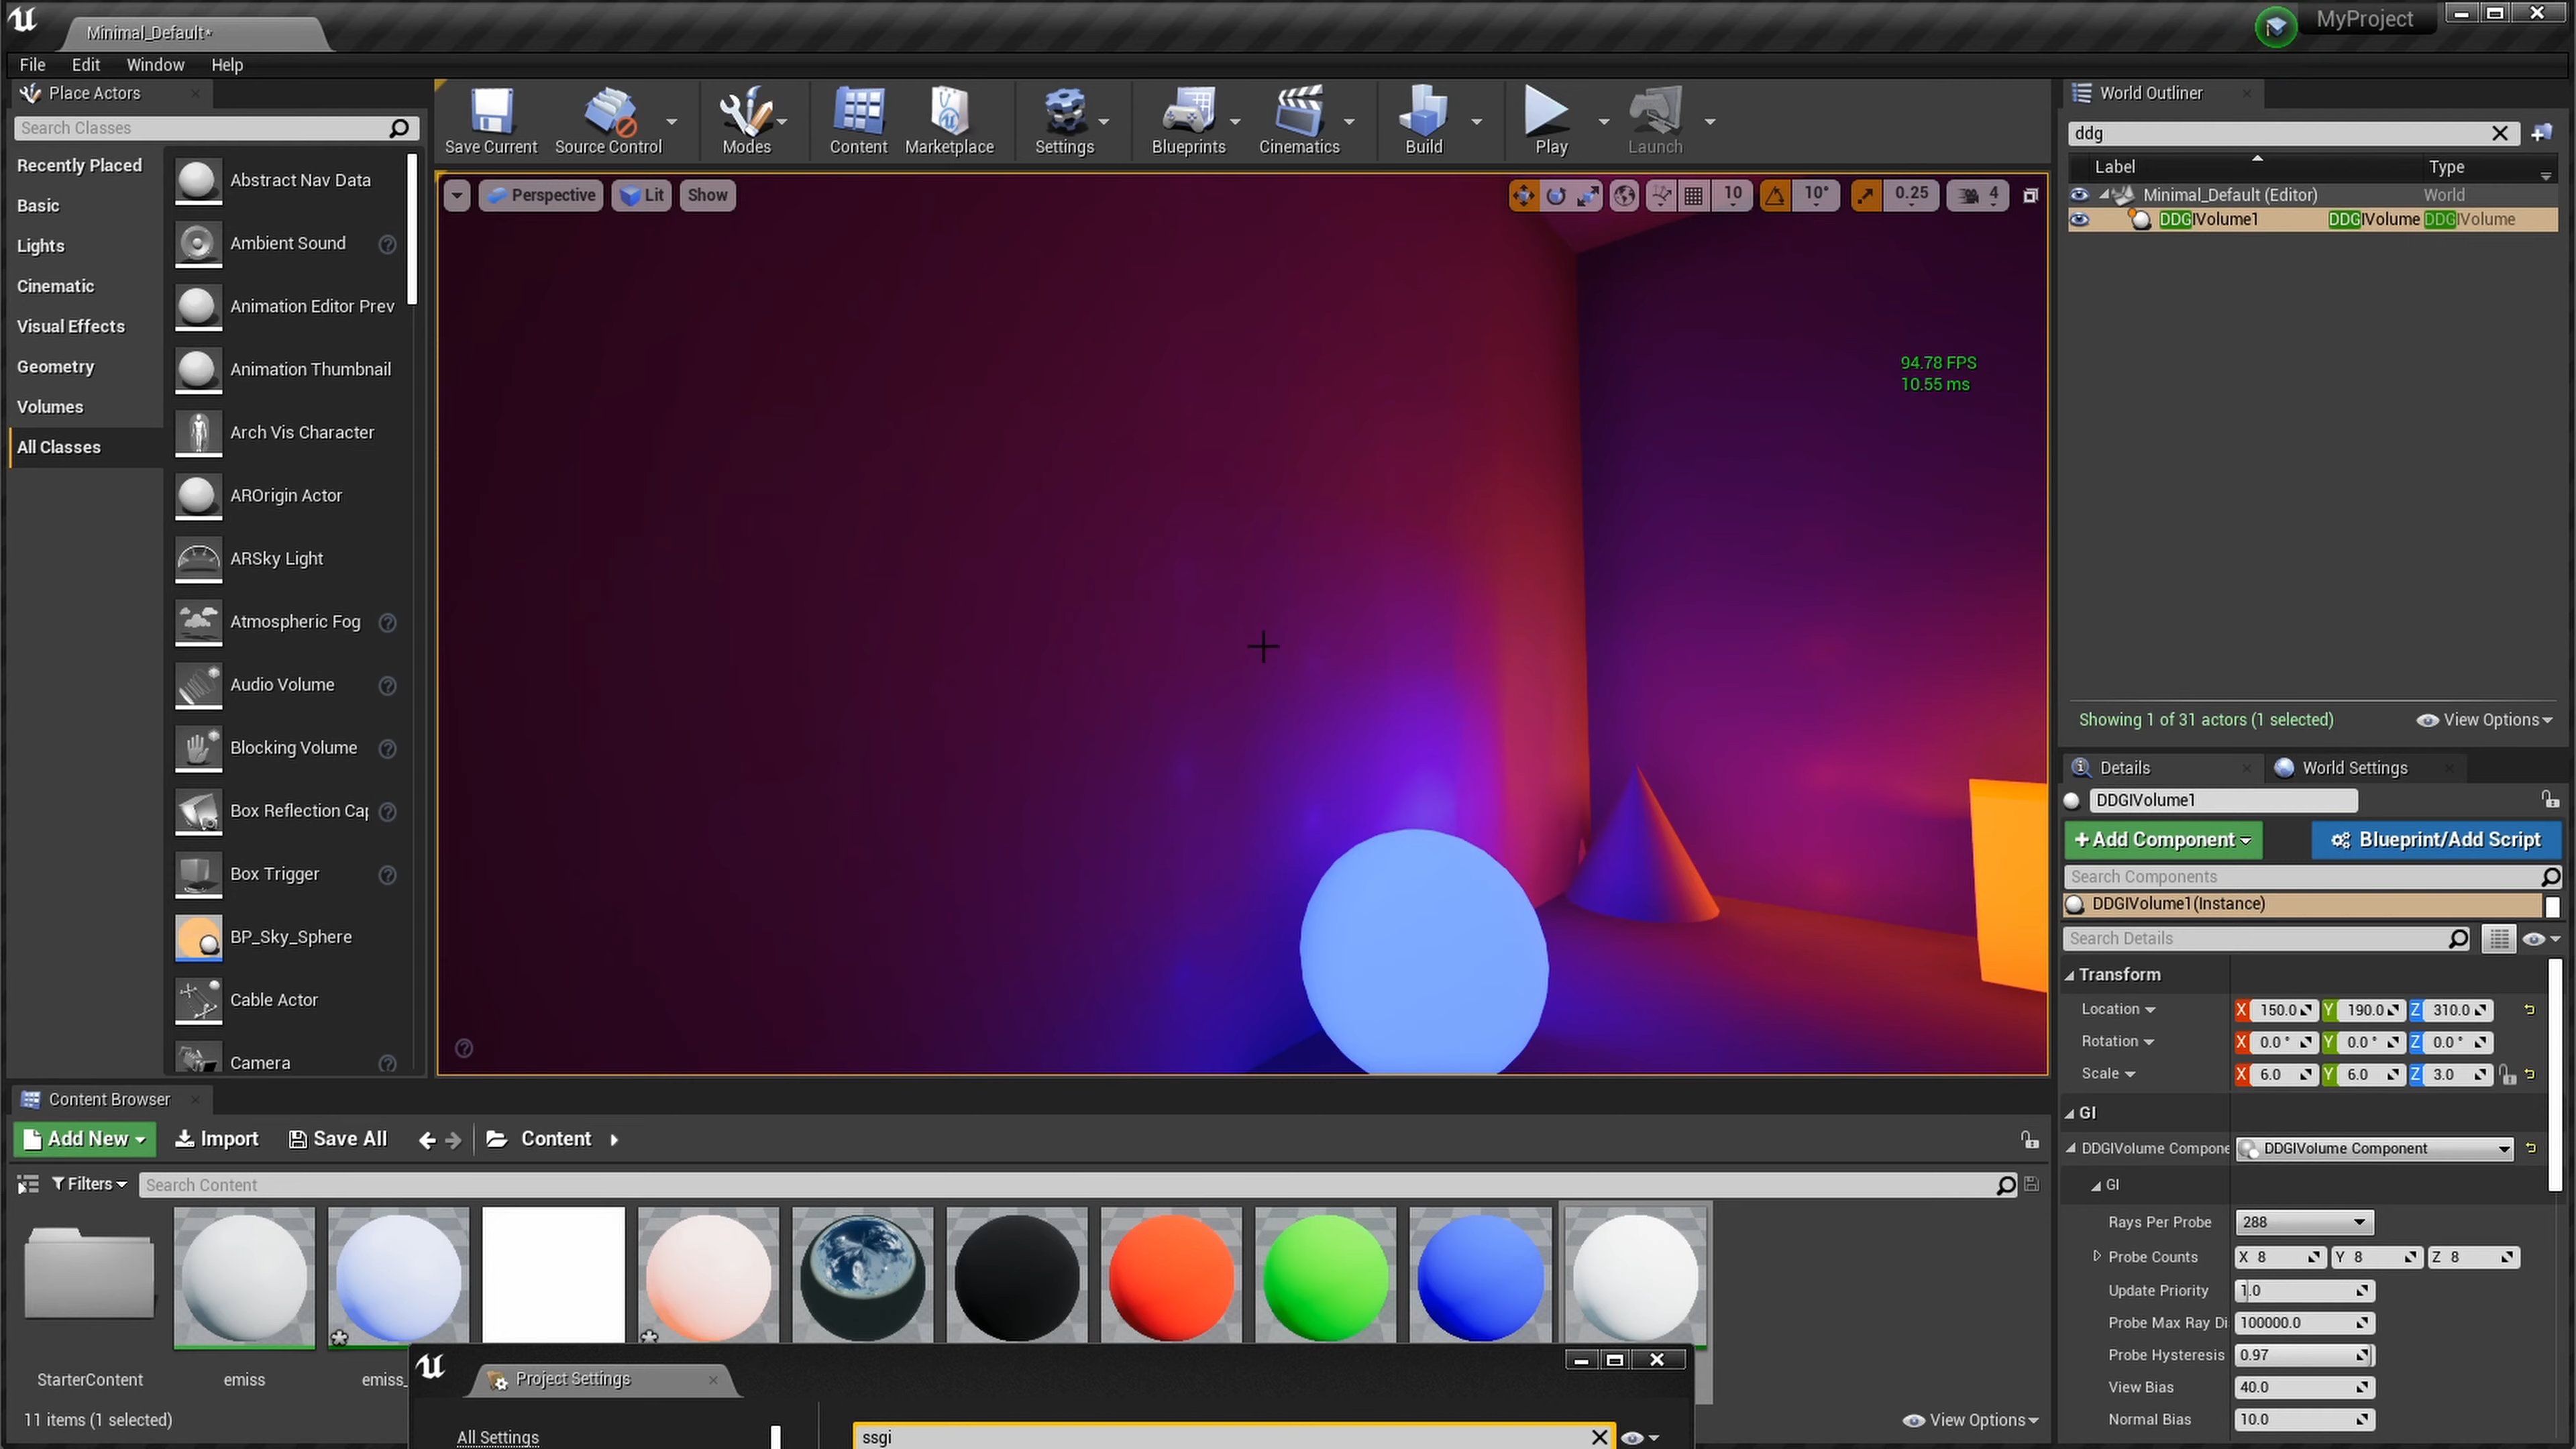 Minimal_Default*
MyProject
File Edit Window Help
Place Actors
Search Classes
Recently Placed
Basic
Lights
Cinematic
Visual Effects
Geometry
Volumes
All Classes
Abstract Nav Data
Ambient Sound
Animation Editor Prev
Animation Thumbnail
Arch Vis Character
AROrigin Actor
ARSky Light
Atmospheric Fog
Audio Volume
Blocking Volume
Box Reflection Cap
Box Trigger
BP_Sky_Sphere
Cable Actor
Camera
Save Current Source Control Modes Content Marketplace Settings Blueprints Cinematics Build Play Launch
Perspective Lit Show
10 10° 0.25 4
94.78 FPS
10.55 ms
World Outliner
ddg
Label Type
Minimal_Default (Editor) World
DDGIVolume1 DDGIVolume DDGIVolume
Showing 1 of 31 actors (1 selected) View Options
Details World Settings
DDGIVolume1
+Add Component Blueprint/Add Script
Search Components
DDGIVolume1(Instance)
Search Details
Transform
Location X 150.0 Y 190.0 Z 310.0
Rotation X 0.0 ° Y 0.0 ° Z 0.0 °
Scale X 6.0 Y 6.0 Z 3.0
GI
DDGIVolume Compone DDGIVolume Component
GI
Rays Per Probe 288
Probe Counts X 8 Y 8 Z 8
Update Priority 1.0
Probe Max Ray Di 100000.0
Probe Hysteresis 0.97
View Bias 40.0
Normal Bias 10.0
Content Browser
Add New Import Save All Content
Filters Search Content
StarterContent emiss emiss_
11 items (1 selected) View Options
Project Settings
All Settings ssgi